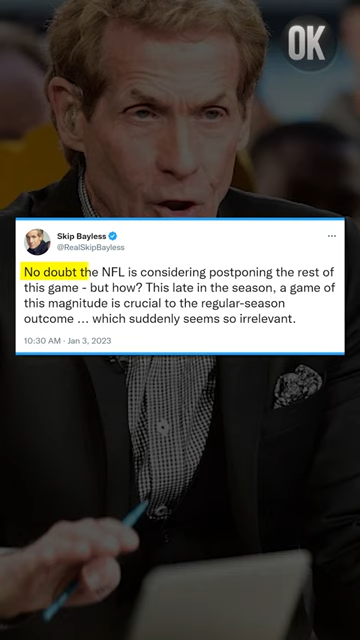 OK
Skip Bayless
@RealSkipBayless
No doubt the NFL is considering postponing the rest of
this game - but how? This late in the season, a game of
this magnitude is crucial to the regular-season
outcome ... which suddenly seems so irrelevant.
10:30 AM · Jan 3, 2023